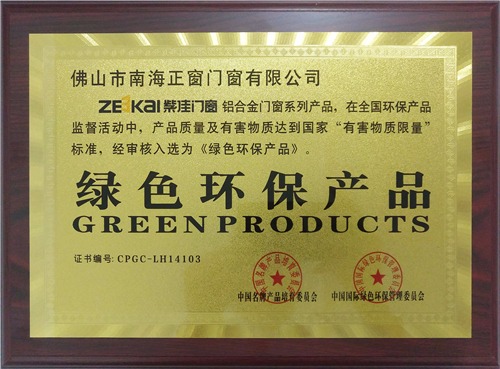 佛山市南海正窗门窗有限公司
ZEKAI 紫佳门窗 铝合金门窗系列产品，在全国环保产品
监督活动中，产品质量及有害物质达到国家“有害物质限量”
标准，经审核入选为《绿色环保产品》。
绿色环保产品
GREEN PRODUCTS
证书编号：CPGC-LH14103
中国名牌产品培育委员会
中国国际绿色环保管理委员会